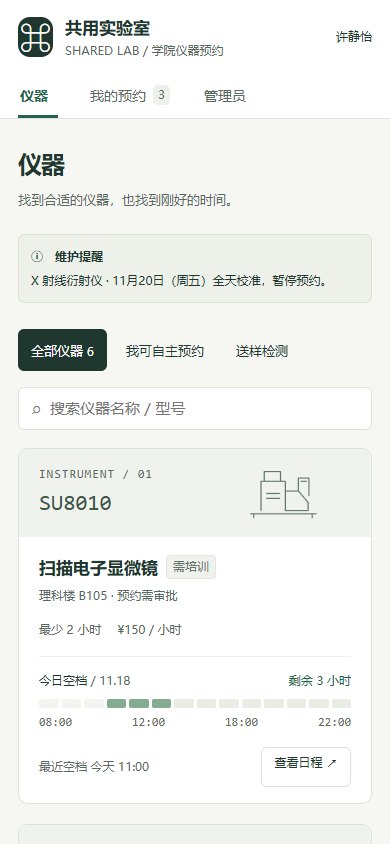 共用实验室
SHARED LAB / 学院仪器预约
许静怡
仪器
我的预约 3
管理员
仪器
找到合适的仪器，也找到刚好的时间。
维护提醒
X 射线衍射仪 · 11月20日（周五）全天校准，暂停预约。
全部仪器 6
我可自主预约
送样检测
搜索仪器名称 / 型号
INSTRUMENT / 01
SU8010
扫描电子显微镜 需培训
理科楼 B105 · 预约需审批
最少 2 小时 ¥150 / 小时
今日空档 / 11.18
剩余 3 小时
08:00 12:00 18:00 22:00
最近空档 今天 11:00
查看日程 ↗